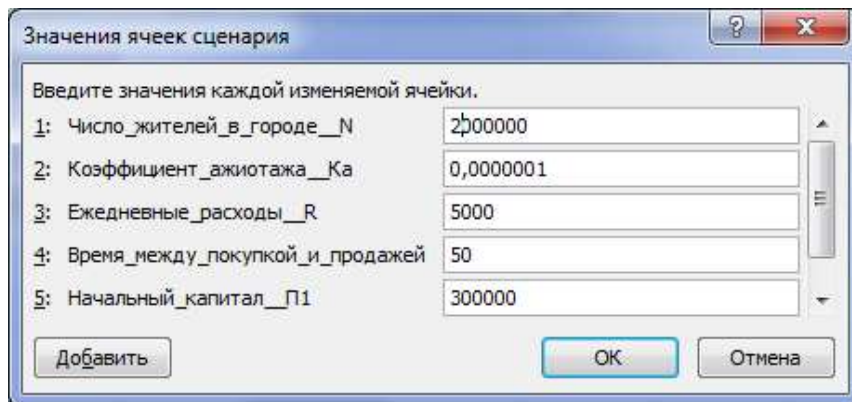 Значения ячеек сценария
Введите значения каждой изменяемой ячейки.
1: Число_жителей_в_городе__N 2000000
2: Коэффициент_ажиотажа__Ка 0,0000001
3: Ежедневные_расходы__R 5000
4: Время_между_покупкой_и_продажей 50
5: Начальный_капитал__П1 300000
Добавить ОК Отмена